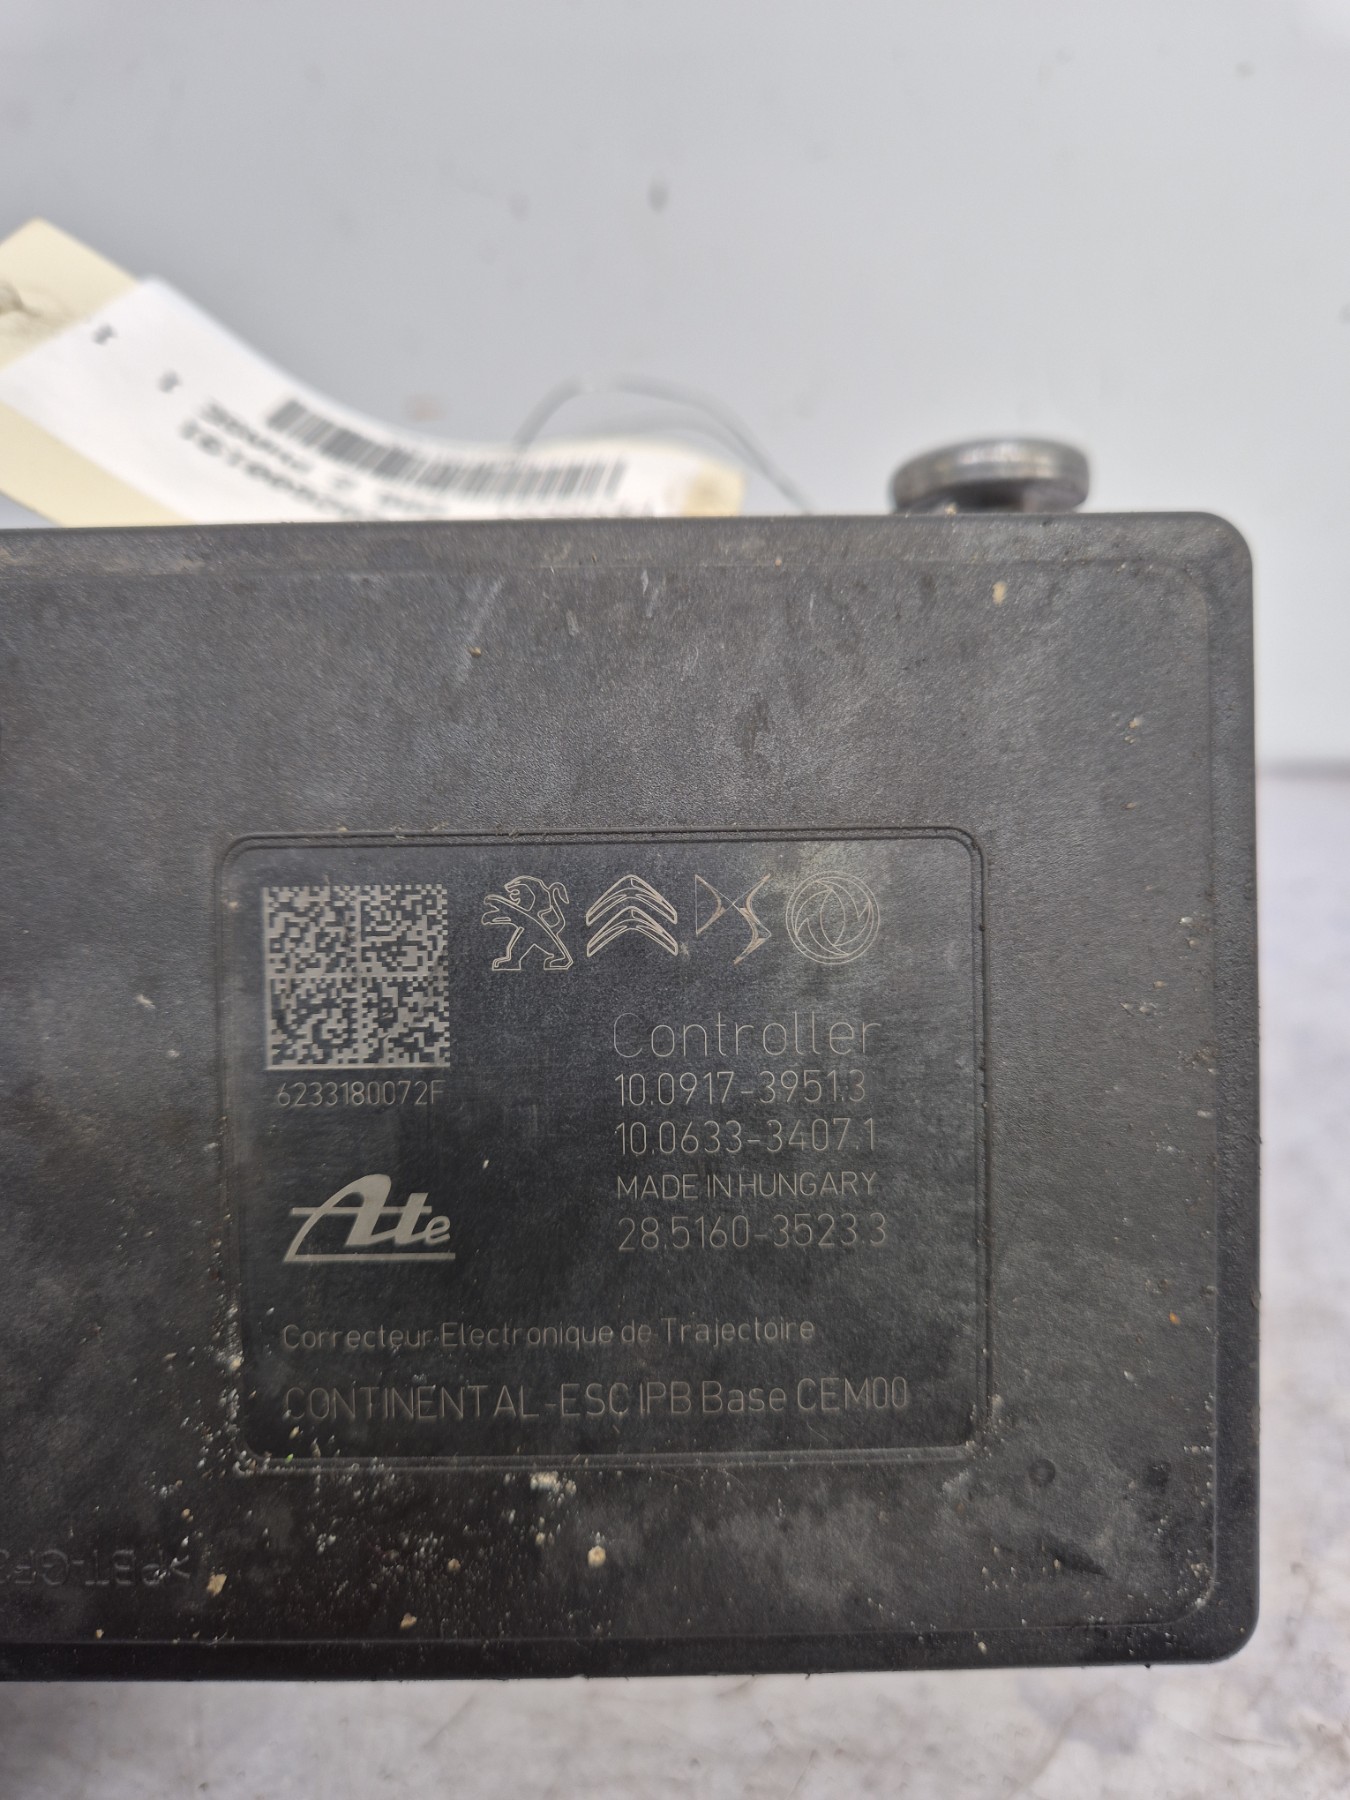 Controller
10.0917-3951.3
10.0633-3407.1
MADE IN HUNGARY
28.5160-3523.3
6233180072F
Ate
Correcteur Electronique de Trajectoire
CONTINENTAL-ESC IPB Base CEM00